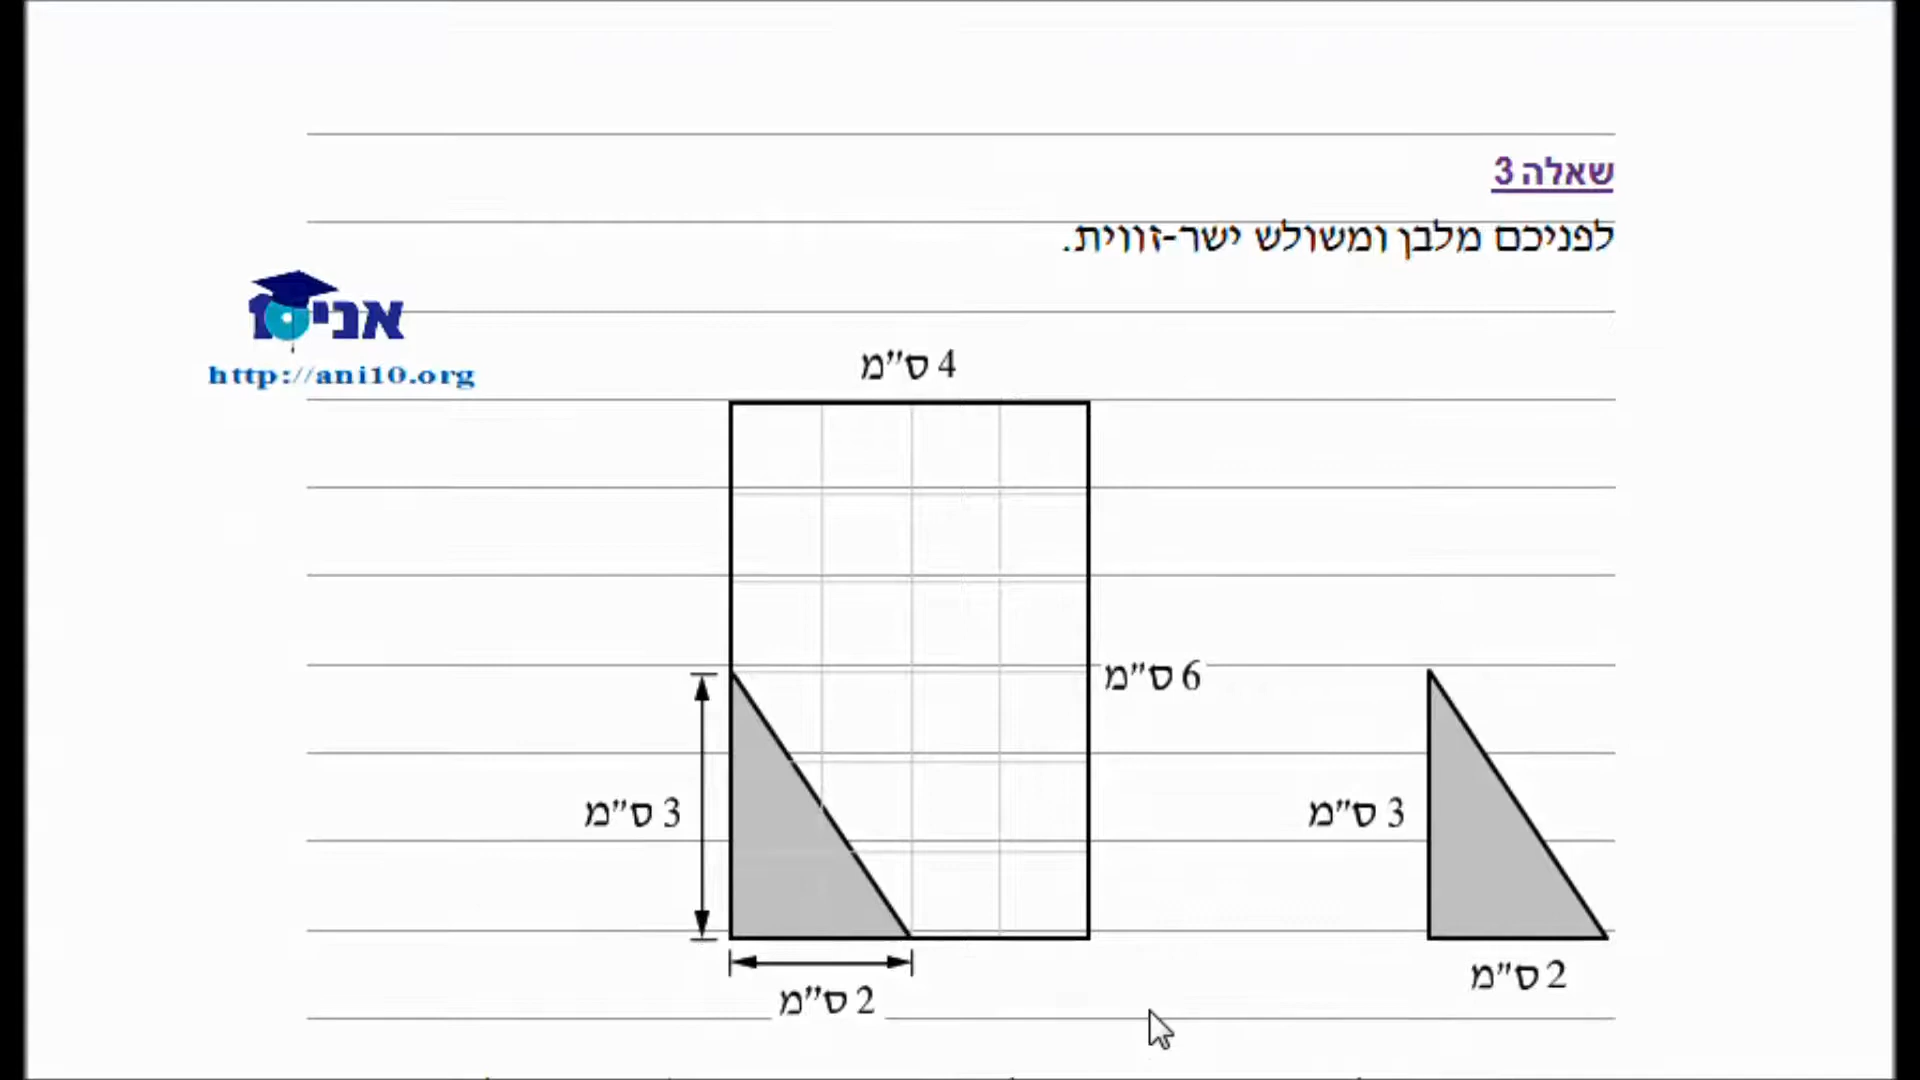 שאלה 3
לפניכם מלבן ומשולש ישר-זווית.
אני10
http://ani10.org
4 ס"מ
6 ס"מ
3 ס"מ
3 ס"מ
2 ס"מ
2 ס"מ